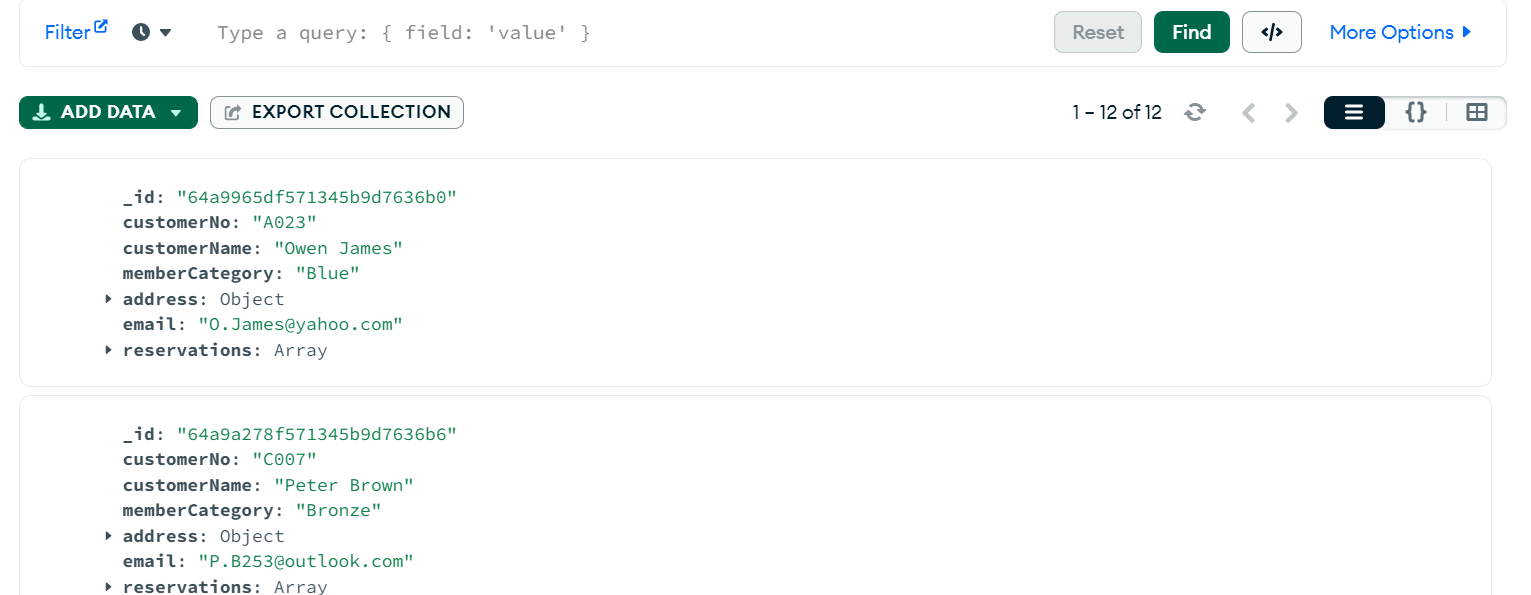 Filter Type a query: { field: 'value' } Reset Find </> More Options
ADD DATA EXPORT COLLECTION 1 – 12 of 12 {}
_id: "64a9965df571345b9d7636b0"
customerNo: "A023"
customerName: "Owen James"
memberCategory: "Blue"
address: Object
email: "O.James@yahoo.com"
reservations: Array
_id: "64a9a278f571345b9d7636b6"
customerNo: "C007"
customerName: "Peter Brown"
memberCategory: "Bronze"
address: Object
email: "P.B253@outlook.com"
reservations: Array